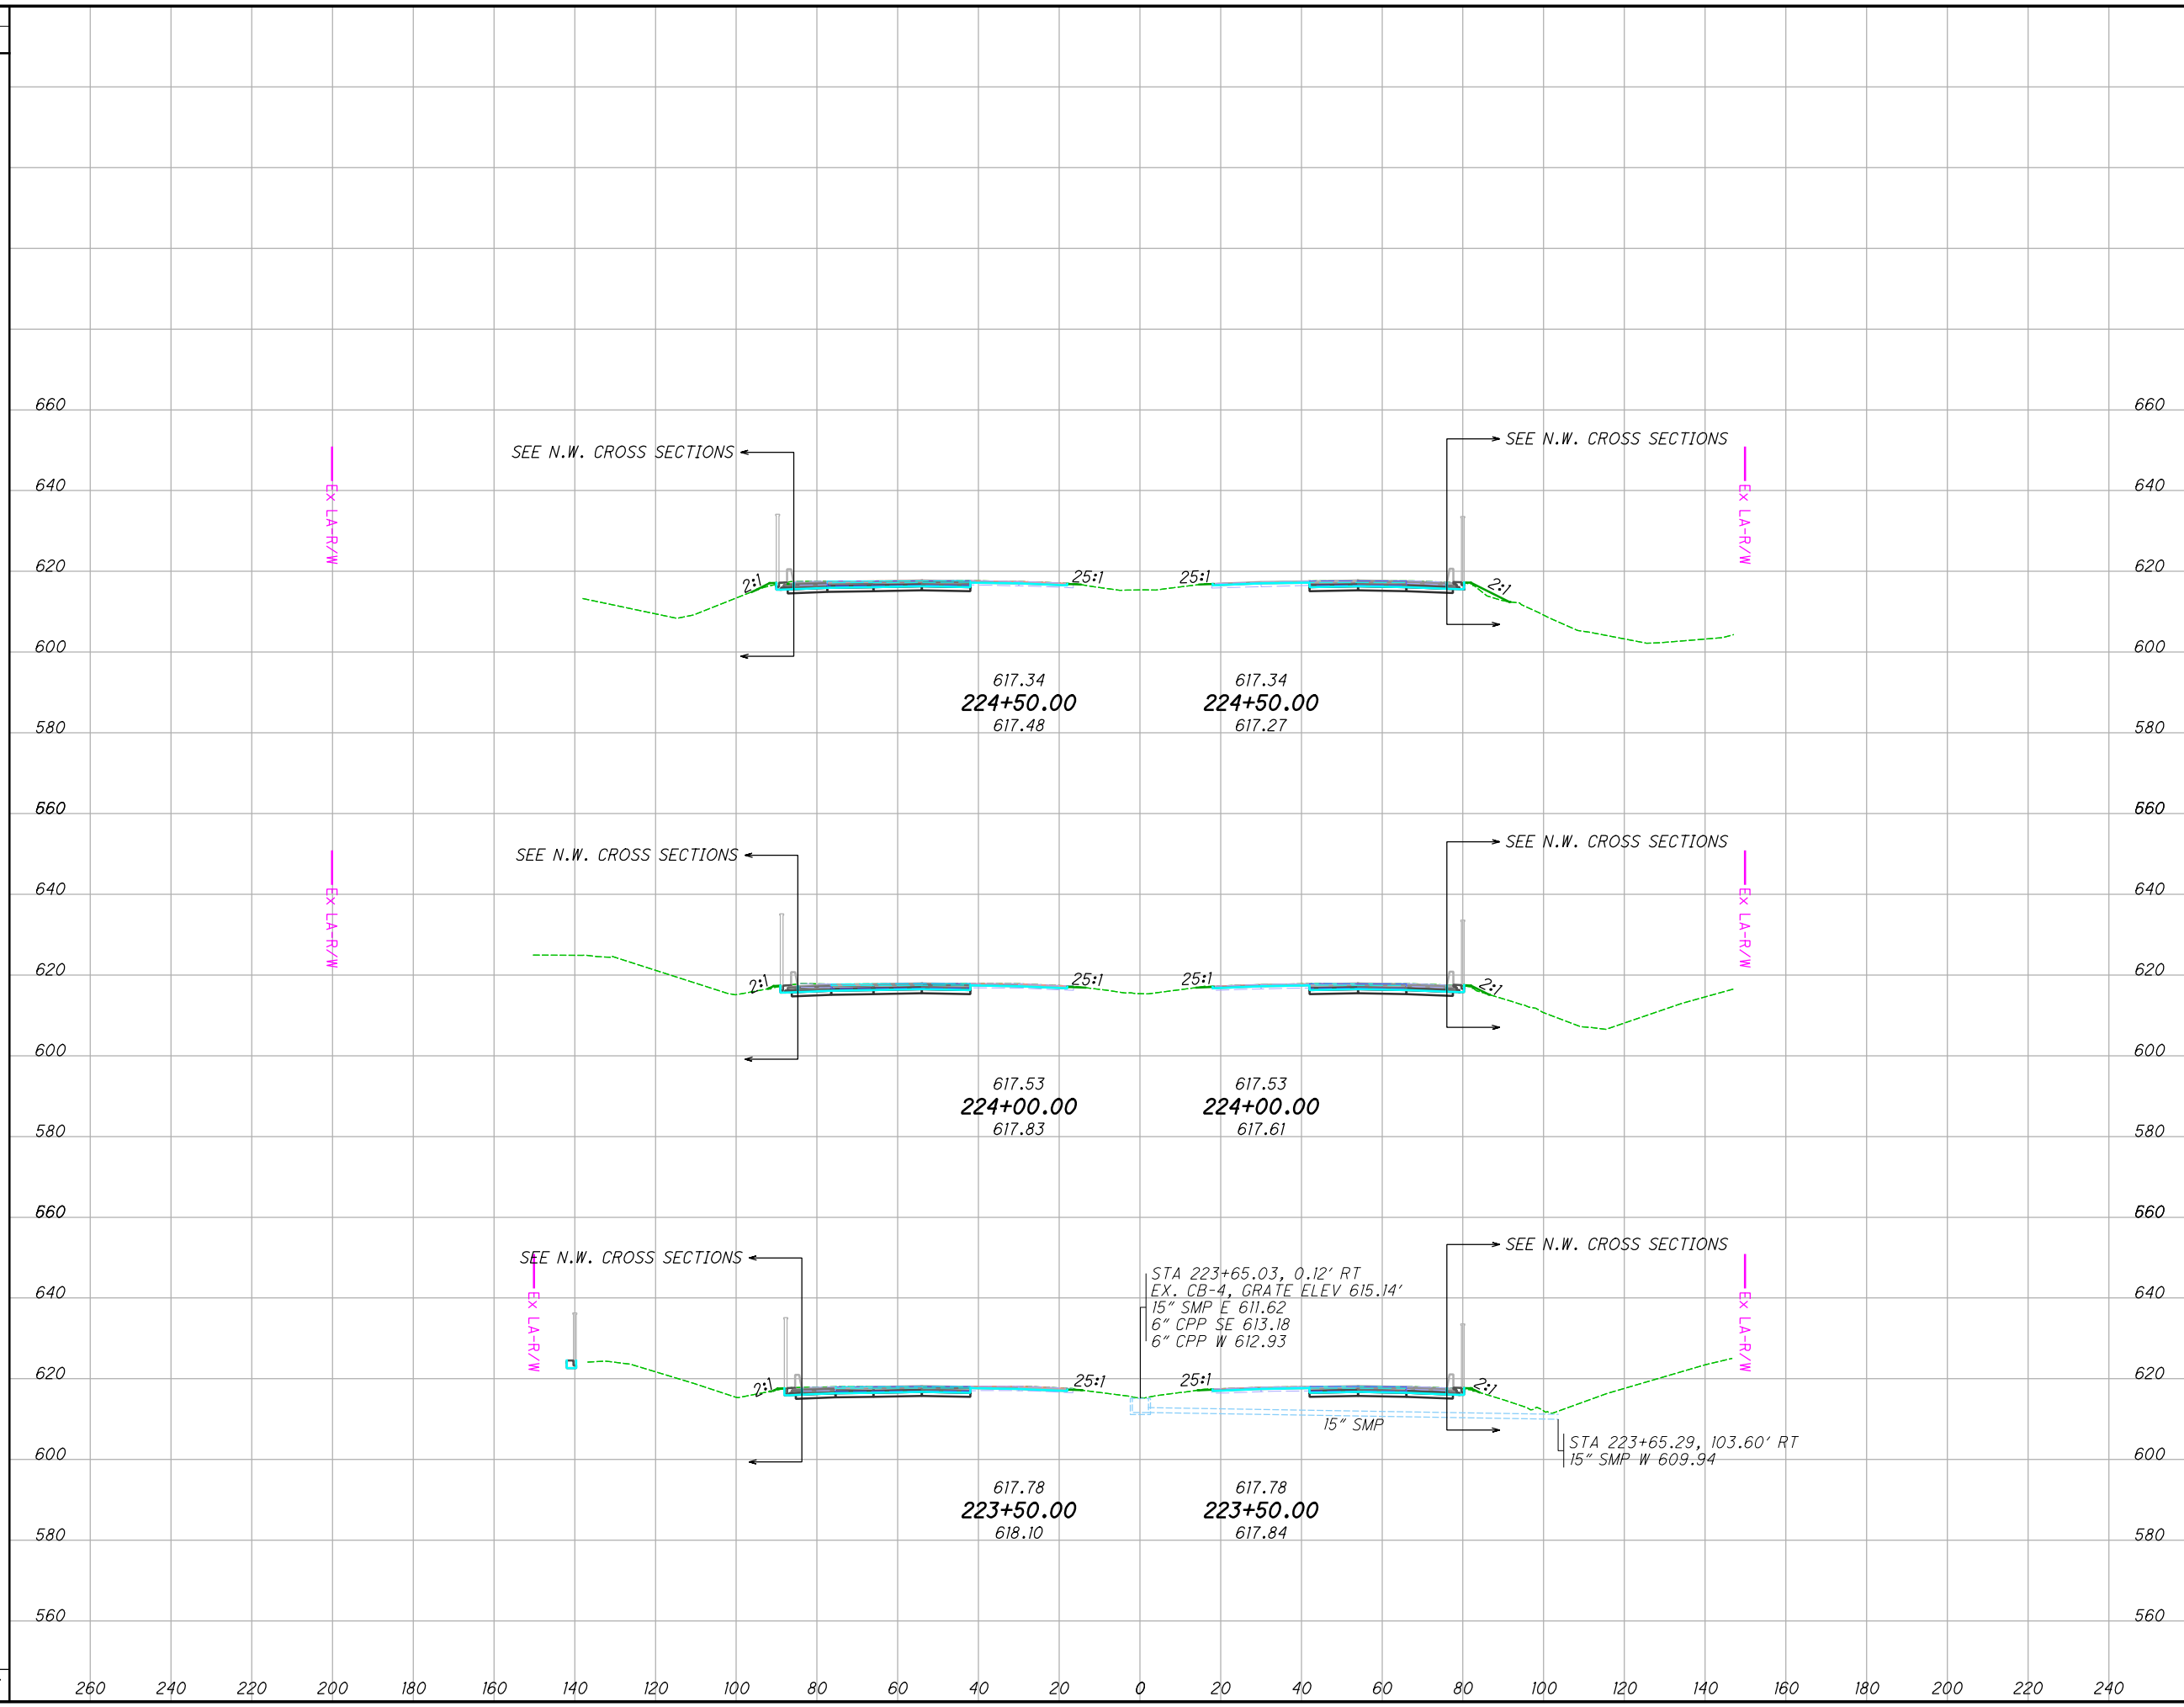 660 660
SEE N.W. CROSS SECTIONS SEE N.W. CROSS SECTIONS
640 640
Ex LA-R/W Ex LA-R/W
620 620
2:1 25:1 25:1 2:1
600 600
617.34 617.34
224+50.00 224+50.00
617.48 617.27
580 580
660 660
SEE N.W. CROSS SECTIONS SEE N.W. CROSS SECTIONS
640 640
Ex LA-R/W Ex LA-R/W
620 620
2:1 25:1 25:1 2:1
600 600
617.53 617.53
224+00.00 224+00.00
617.83 617.61
580 580
660 660
SEE N.W. CROSS SECTIONS SEE N.W. CROSS SECTIONS
STA 223+65.03, 0.12' RT
EX. CB-4, GRATE ELEV 615.14'
15" SMP E 611.62
6" CPP SE 613.18
6" CPP W 612.93
640 640
Ex LA-R/W Ex LA-R/W
620 620
2:1 25:1 25:1 2:1
15" SMP
STA 223+65.29, 103.60' RT
15" SMP W 609.94
600 600
617.78 617.78
223+50.00 223+50.00
618.10 617.84
580 580
560 560
260 240 220 200 180 160 140 120 100 80 60 40 20 0 20 40 60 80 100 120 140 160 180 200 220 240